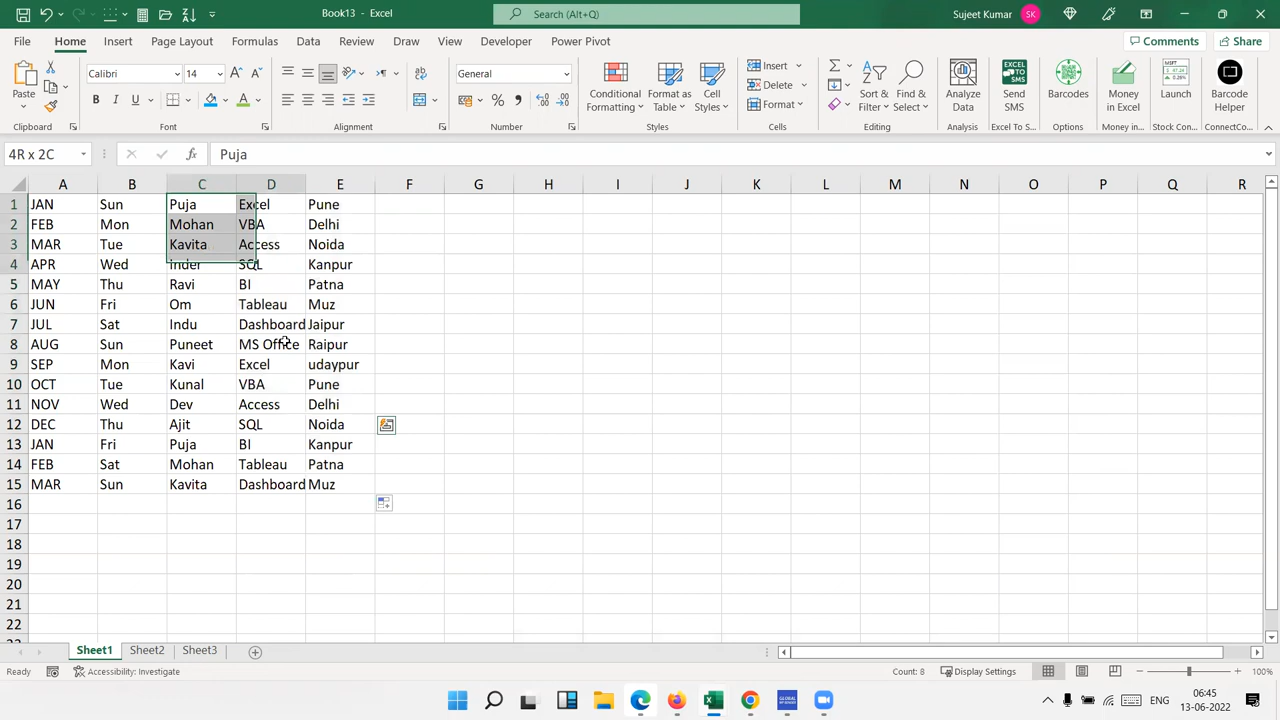 Book13 - Excel
Search (Alt+Q)
Sujeet Kumar
SK
File Home Insert Page Layout Formulas Data Review View Draw Developer Power Pivot
Comments
Share
Paste
Calibri 14
B I U
General
Conditional Formatting
Format as Table
Cell Styles
Insert
Delete
Format
Sort & Filter
Find & Select
Analyze Data
Send SMS
Barcodes
Money in Excel
Launch
Barcode Helper
Clipboard Font Alignment Number Styles Cells Editing Analysis Excel To S... Options Money in... Stock Con... ConnectCo...
4R x 2C fx Puja
A B C D E F G H I J K L M N O P Q R
1 JAN Sun Puja Excel Pune
2 FEB Mon Mohan VBA Delhi
3 MAR Tue Kavita Access Noida
4 APR Wed Inder SQL Kanpur
5 MAY Thu Ravi BI Patna
6 JUN Fri Om Tableau Muz
7 JUL Sat Indu Dashboard Jaipur
8 AUG Sun Puneet MS Office Raipur
9 SEP Mon Kavi Excel udaypur
10 OCT Tue Kunal VBA Pune
11 NOV Wed Dev Access Delhi
12 DEC Thu Ajit SQL Noida
13 JAN Fri Puja BI Kanpur
14 FEB Sat Mohan Tableau Patna
15 MAR Sun Kavita Dashboard Muz
16
17
18
19
20
21
22
Sheet1 Sheet2 Sheet3
Ready Accessibility: Investigate Count: 8 Display Settings 100%
ENG
06:45
13-06-2022